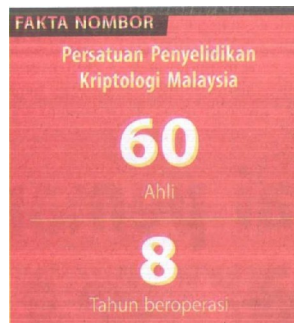 FAKTA NOMBOR
Persatuan Penyelidikan
Kriptologi Malaysia
60
Ahli
8
Tahun beroperasi